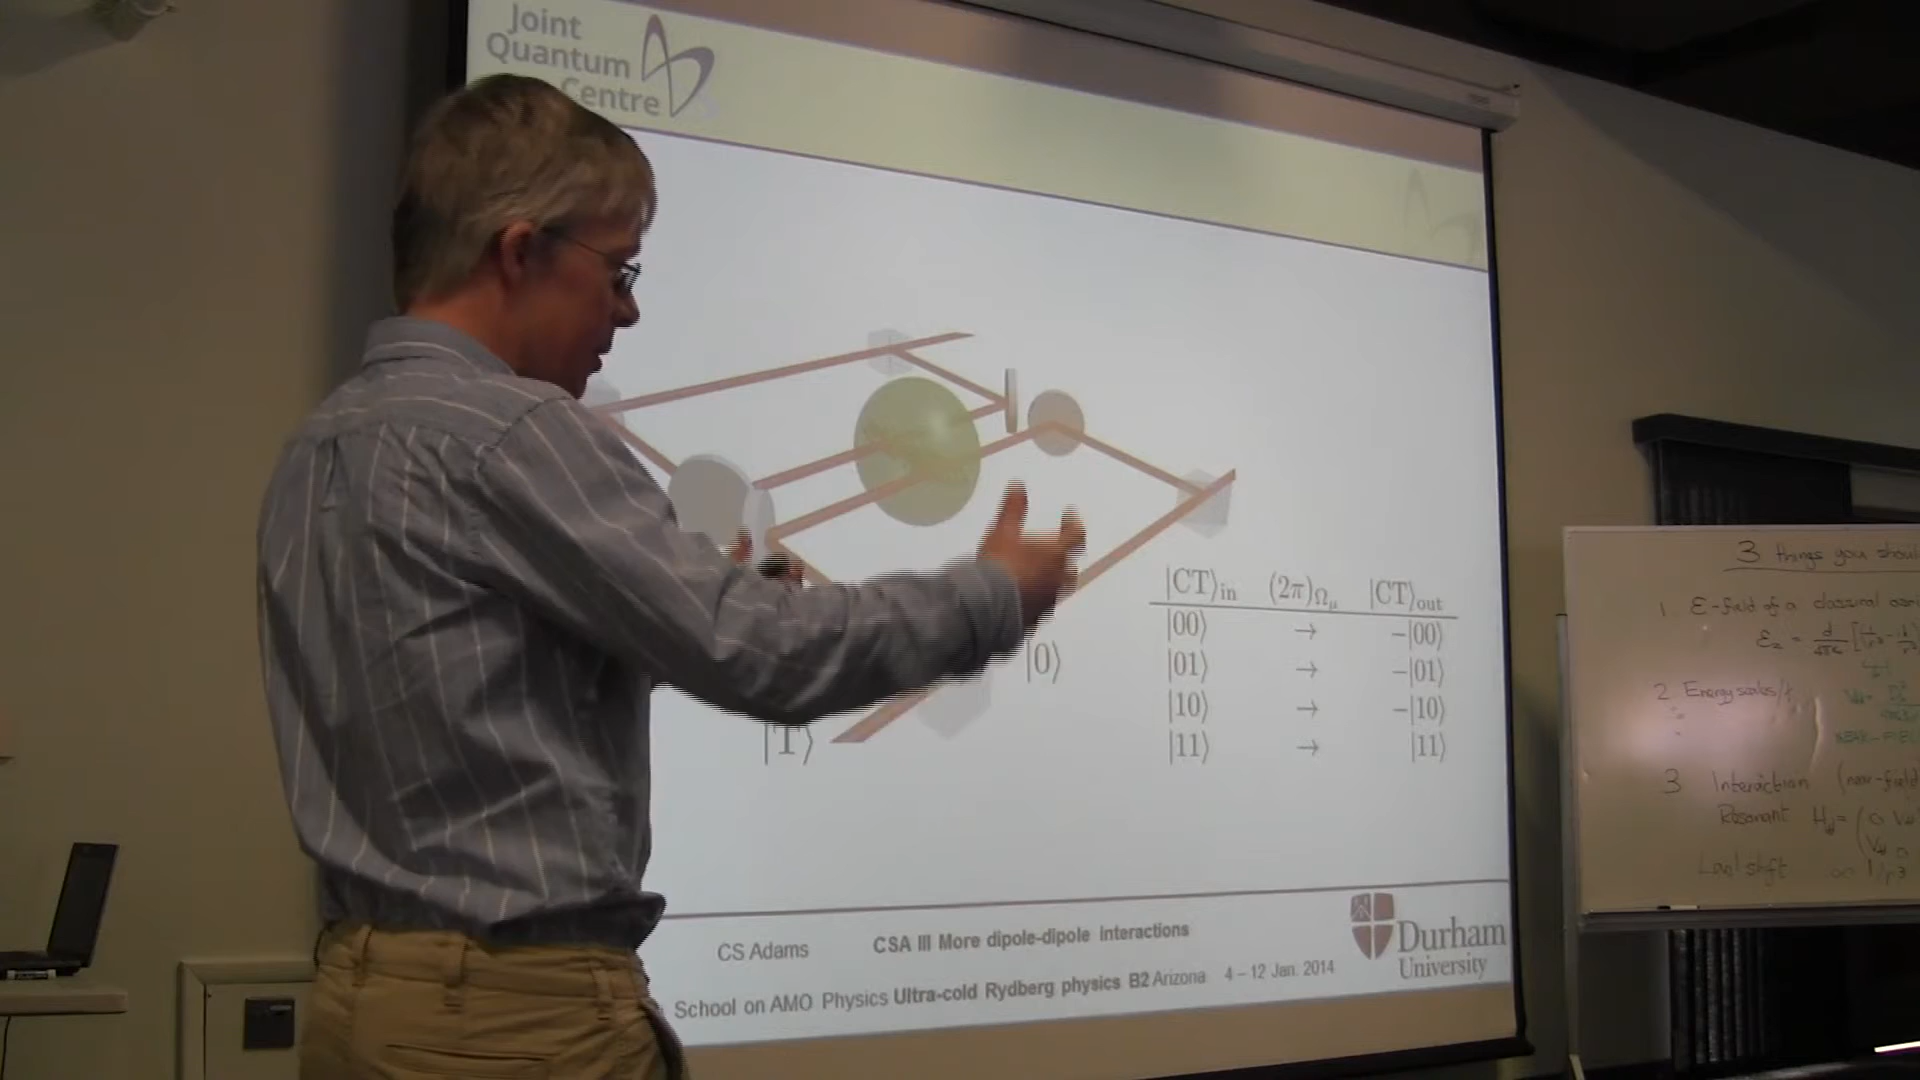 Joint
Quantum
Centre
|CT⟩in (2π)Ωμ |CT⟩out
|00⟩ → −|00⟩
|01⟩ → −|01⟩
|10⟩ → −|10⟩
|11⟩ → |11⟩
|0⟩
|T⟩
CS Adams CSA III More dipole-dipole interactions
School on AMO Physics Ultra-cold Rydberg physics B2 Arizona 4 – 12 Jan. 2014
Durham
University
3 things you
1 E-field of a classical
2 Energy scales
3 Interaction (near-field
Resonant